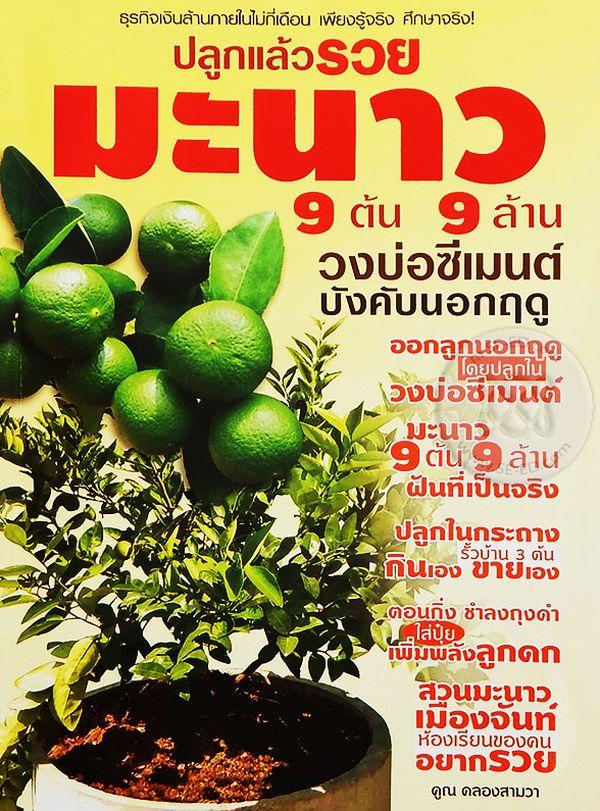 ธุรกิจเงินล้านภายในไม่กี่เดือน เพียงรู้จริง ศึกษาจริง!
ปลูกแล้วรวย
มะนาว
9 ต้น 9 ล้าน
วงบ่อซีเมนต์
บังคับนอกฤดู
ออกลูกนอกฤดู
โดยปลูกใน
วงบ่อซีเมนต์
มะนาว
9 ต้น 9 ล้าน
ฝันที่เป็นจริง
ปลูกในกระถาง
รั้วบ้าน 3 ต้น
กินเอง ขายเอง
ตอนกิ่ง ชำลงถุงดำ
ใส่ปุ๋ย
เพิ่มพลังลูกดก
สวนมะนาว
เมืองจันท์
ห้องเรียนของคน
อยากรวย
คูณ คลองสามวา